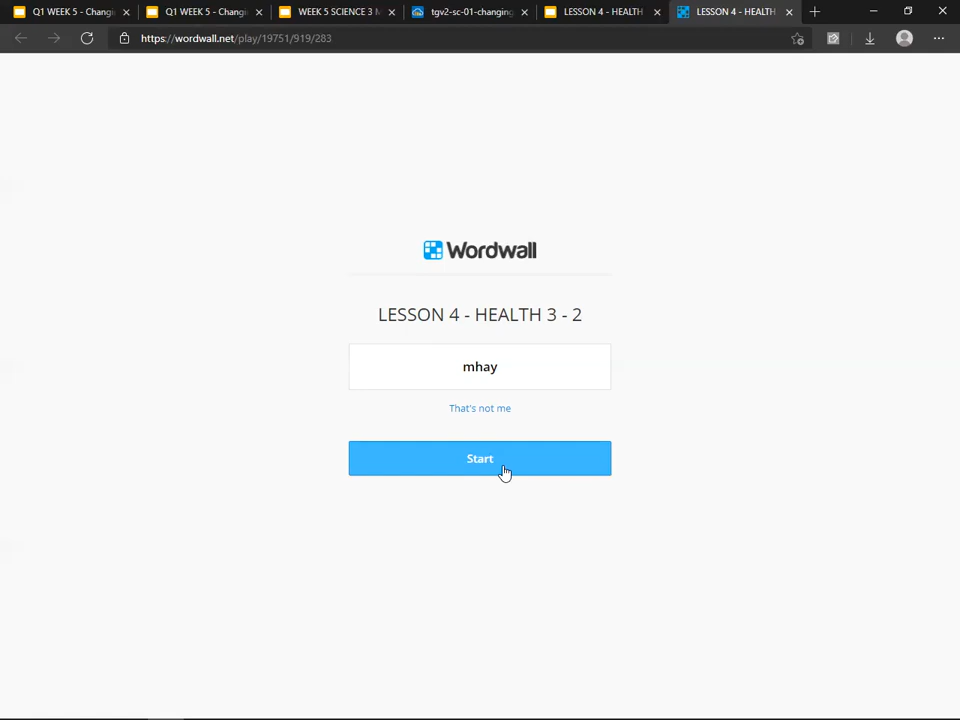 Q1 WEEK 5 - Changi
Q1 WEEK 5 - Changi
WEEK 5 SCIENCE 3 M
tgv2-sc-01-changing
LESSON 4 - HEALTH
LESSON 4 - HEALTH
https://wordwall.net/play/19751/919/283
Wordwall
LESSON 4 - HEALTH 3 - 2
mhay
That's not me
Start